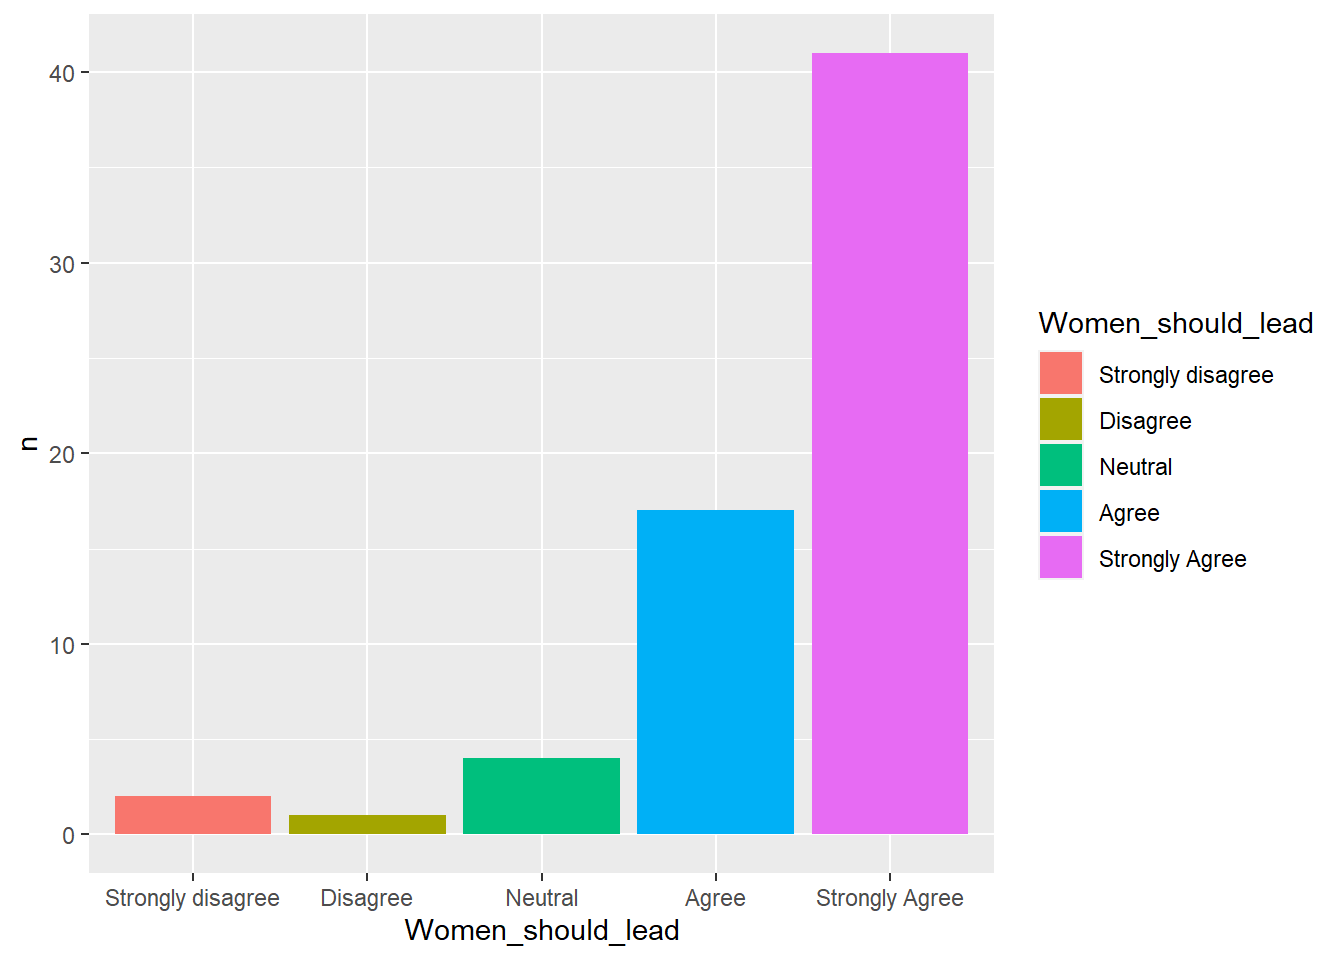 40
30
20
10
0
n
Strongly disagree
Disagree
Neutral
Agree
Strongly Agree
Women_should_lead
Women_should_lead
Strongly disagree
Disagree
Neutral
Agree
Strongly Agree